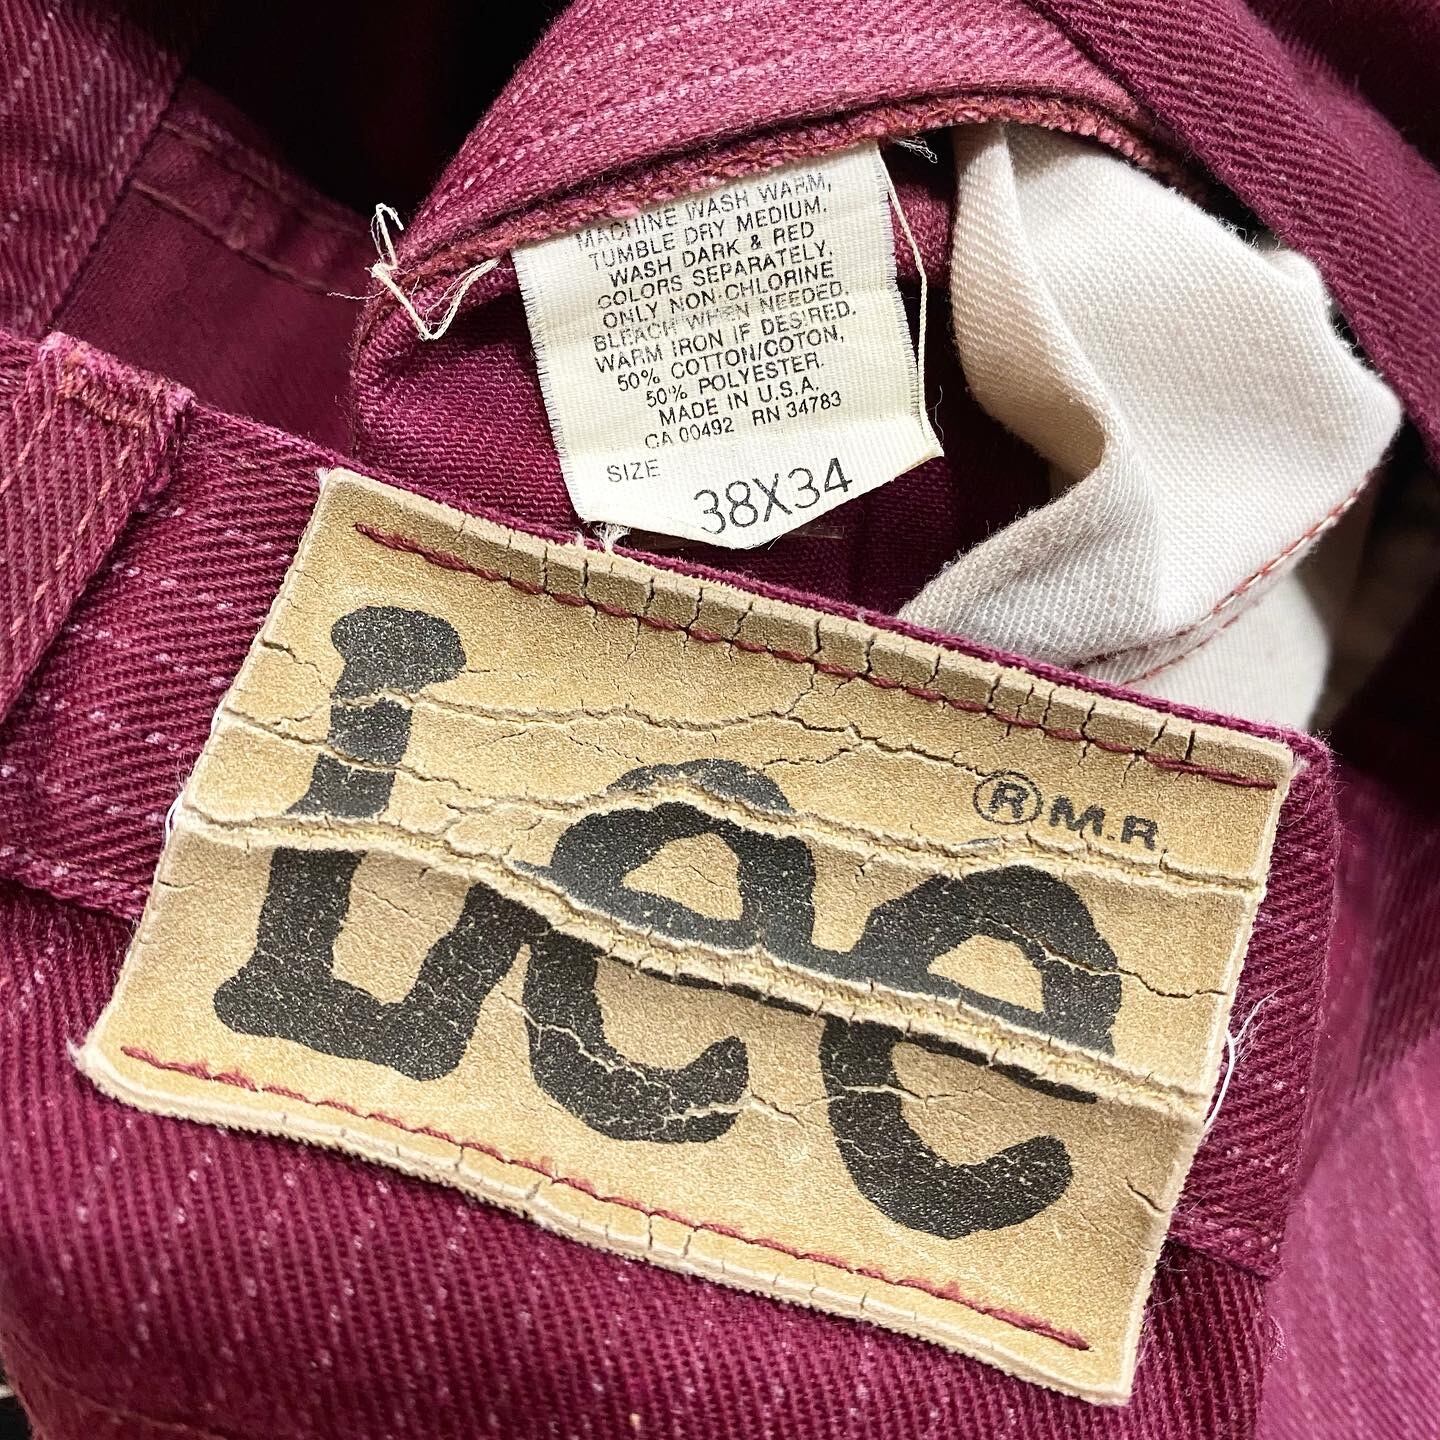 MACHINE WASH WARM,
TUMBLE DRY MEDIUM.
WASH DARK & RED
COLORS SEPARATELY.
ONLY NON-CHLORINE
BLEACH WHEN NEEDED.
WARM IRON IF DESIRED.
50% COTTON/COTON,
50% POLYESTER.
MADE IN U.S.A.
CA 00492 RN 34783
SIZE
38X34
Lee ® M.R.